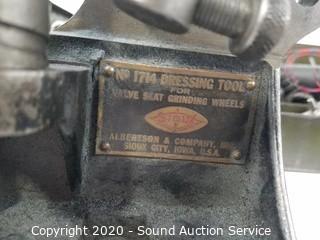 Nº 1714 DRESSING TOOL
FOR
VALVE SEAT GRINDING WHEELS
STOUX
ALBERTSON & COMPANY, INC.
SIOUX CITY, IOWA, U.S.A.
Copyright 2020 - Sound Auction Service